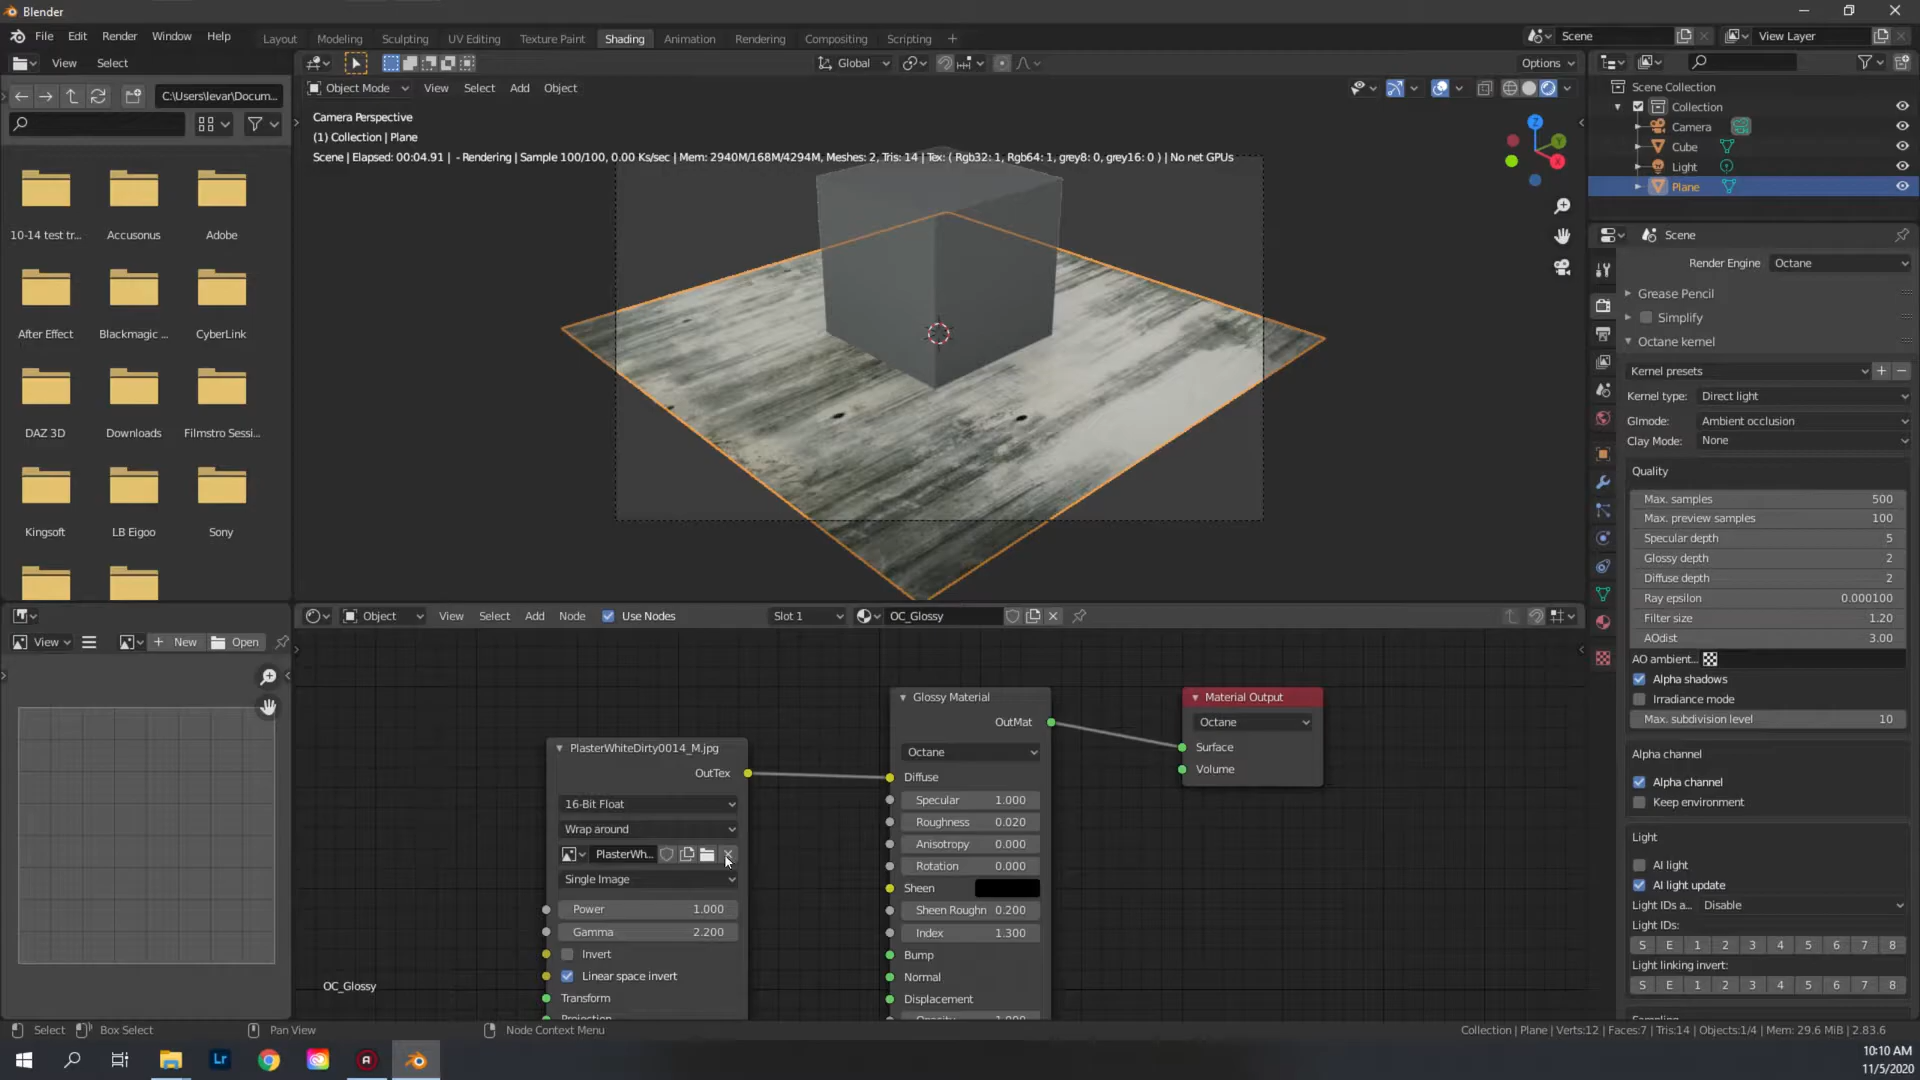 Blender
File Edit Render Window Help
Layout Modeling Sculpting UV Editing Texture Paint Shading Animation Rendering Compositing Scripting
Scene
View Layer
View Select
Global
Options
C:\Users\levar\Docum...
Object Mode View Select Add Object
Camera Perspective
(1) Collection | Plane
Scene | Elapsed: 00:04.91 | - Rendering | Sample 100/100, 0.00 Ks/sec | Mem: 2940M/168M/4294M, Meshes: 2, Tris: 14 | Tex: ( Rgb32: 1, Rgb64: 1, grey8: 0, grey16: 0 ) | No net GPUs
Z
Y
X
10-14 test tr... Accusonus Adobe
After Effect Blackmagic ... CyberLink
DAZ 3D Downloads Filmstro Sessi...
Kingsoft LB Eigoo Sony
Scene Collection
Collection
Camera
Cube
Light
Plane
Scene
Render Engine Octane
Grease Pencil
Simplify
Octane kernel
Kernel presets
Kernel type: Direct light
GImode: Ambient occlusion
Clay Mode: None
Quality
Max. samples 500
Max. preview samples 100
Specular depth 5
Glossy depth 2
Diffuse depth 2
Ray epsilon 0.000100
Filter size 1.20
AOdist 3.00
AO ambient...
Alpha shadows
Irradiance mode
Max. subdivision level 10
Alpha channel
Alpha channel
Keep environment
Light
AI light
AI light update
Light IDs a... Disable
Light IDs:
S E 1 2 3 4 5 6 7 8
Light linking invert:
S E 1 2 3 4 5 6 7 8
View New Open
Object View Select Add Node Use Nodes Slot 1 OC_Glossy
PlasterWhiteDirty0014_M.jpg
OutTex
16-Bit Float
Wrap around
PlasterWh...
Single Image
Power 1.000
Gamma 2.200
Invert
Linear space invert
Transform
Projection
Glossy Material
OutMat
Octane
Diffuse
Specular 1.000
Roughness 0.020
Anisotropy 0.000
Rotation 0.000
Sheen
Sheen Roughn 0.200
Index 1.300
Bump
Normal
Displacement
Opacity 1.000
Material Output
Octane
Surface
Volume
OC_Glossy
Select Box Select Pan View Node Context Menu
Collection | Plane | Verts:12 | Faces:7 | Tris:14 | Objects:1/4 | Mem: 29.6 MiB | 2.83.6
Lr
10:10 AM
11/5/2020